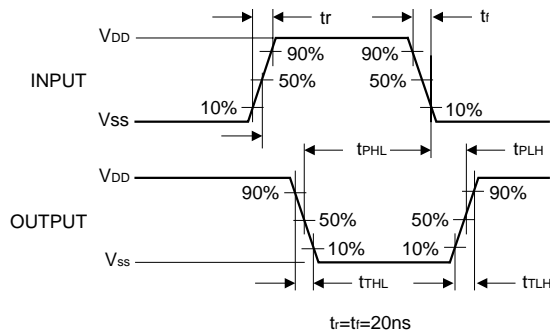 tr tf
VDD
90% 90%
INPUT 50% 50%
10% 10%
VSS
tPHL tPLH
VDD
90% 90%
OUTPUT 50% 50%
10% 10%
Vss
tTHL tTLH
tr=tf=20ns